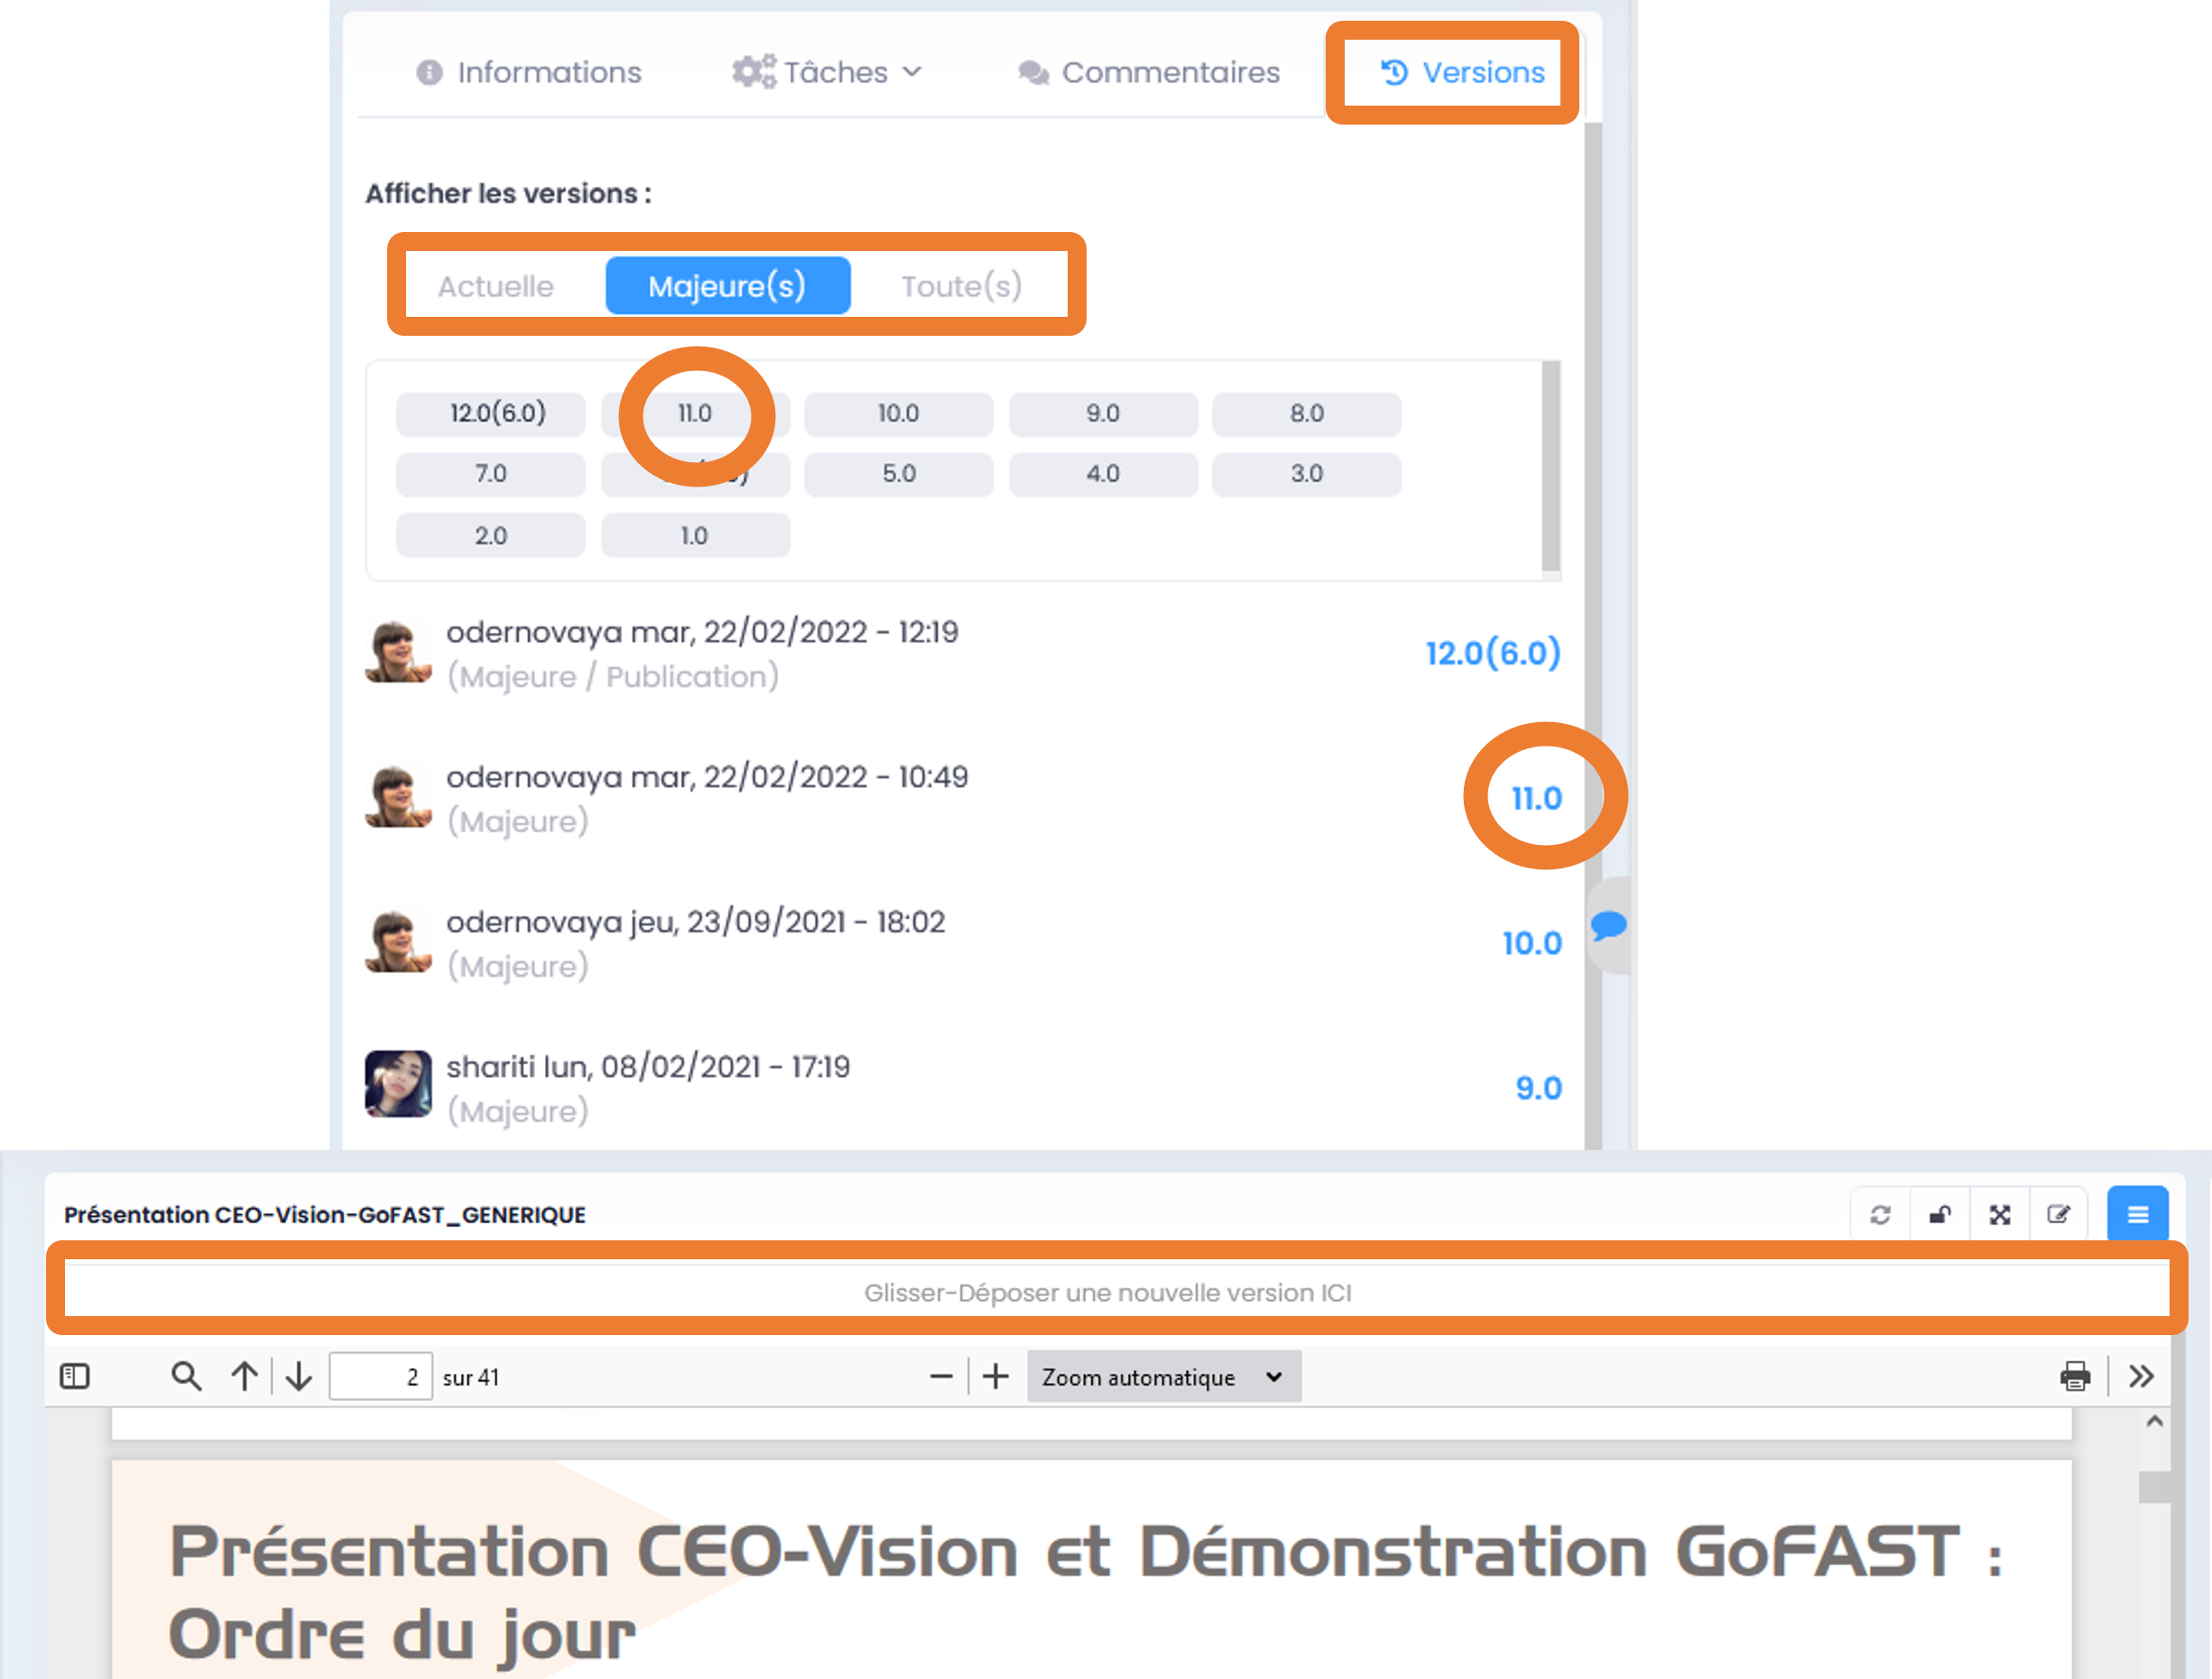 Informations Tâches Commentaires Versions
Afficher les versions :
Actuelle Majeure(s) Toute(s)
12.0(6.0) 11.0 10.0 9.0 8.0
7.0 5.0 4.0 3.0
2.0 1.0
odernovaya mar, 22/02/2022 - 12:19
(Majeure / Publication)
12.0(6.0)
odernovaya mar, 22/02/2022 - 10:49
(Majeure)
11.0
odernovaya jeu, 23/09/2021 - 18:02
(Majeure)
10.0
shariti lun, 08/02/2021 - 17:19
(Majeure)
9.0
Présentation CEO-Vision-GoFAST_GENERIQUE
Glisser-Déposer une nouvelle version ICI
2 sur 41 Zoom automatique
Présentation CEO-Vision et Démonstration GoFAST :
Ordre du jour